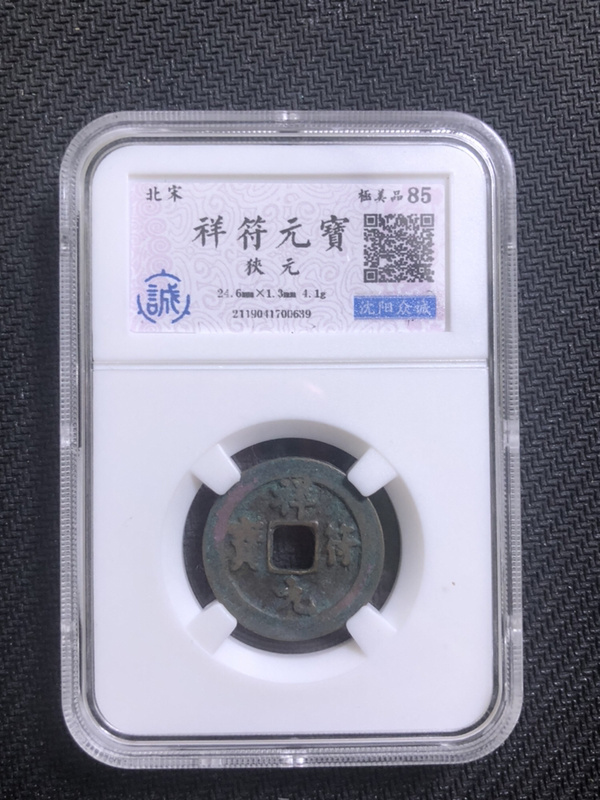 北宋
極美品85
祥符元寶
狹元
24.6mm×1.3mm 4.1g
2119041700639
誠
沈阳众诚
祥符元寶